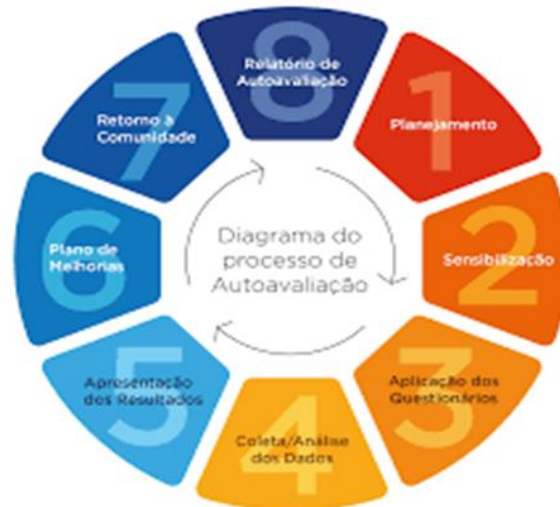 8
Relatório de
Autoavaliação
1
Planejamento
2
Sensibilização
3
Aplicação dos
Questionários
4
Coleta/Análise
dos Dados
5
Apresentação
dos Resultados
6
Plano de
Melhorias
7
Retorno à
Comunidade
Diagrama do
processo de
Autoavaliação